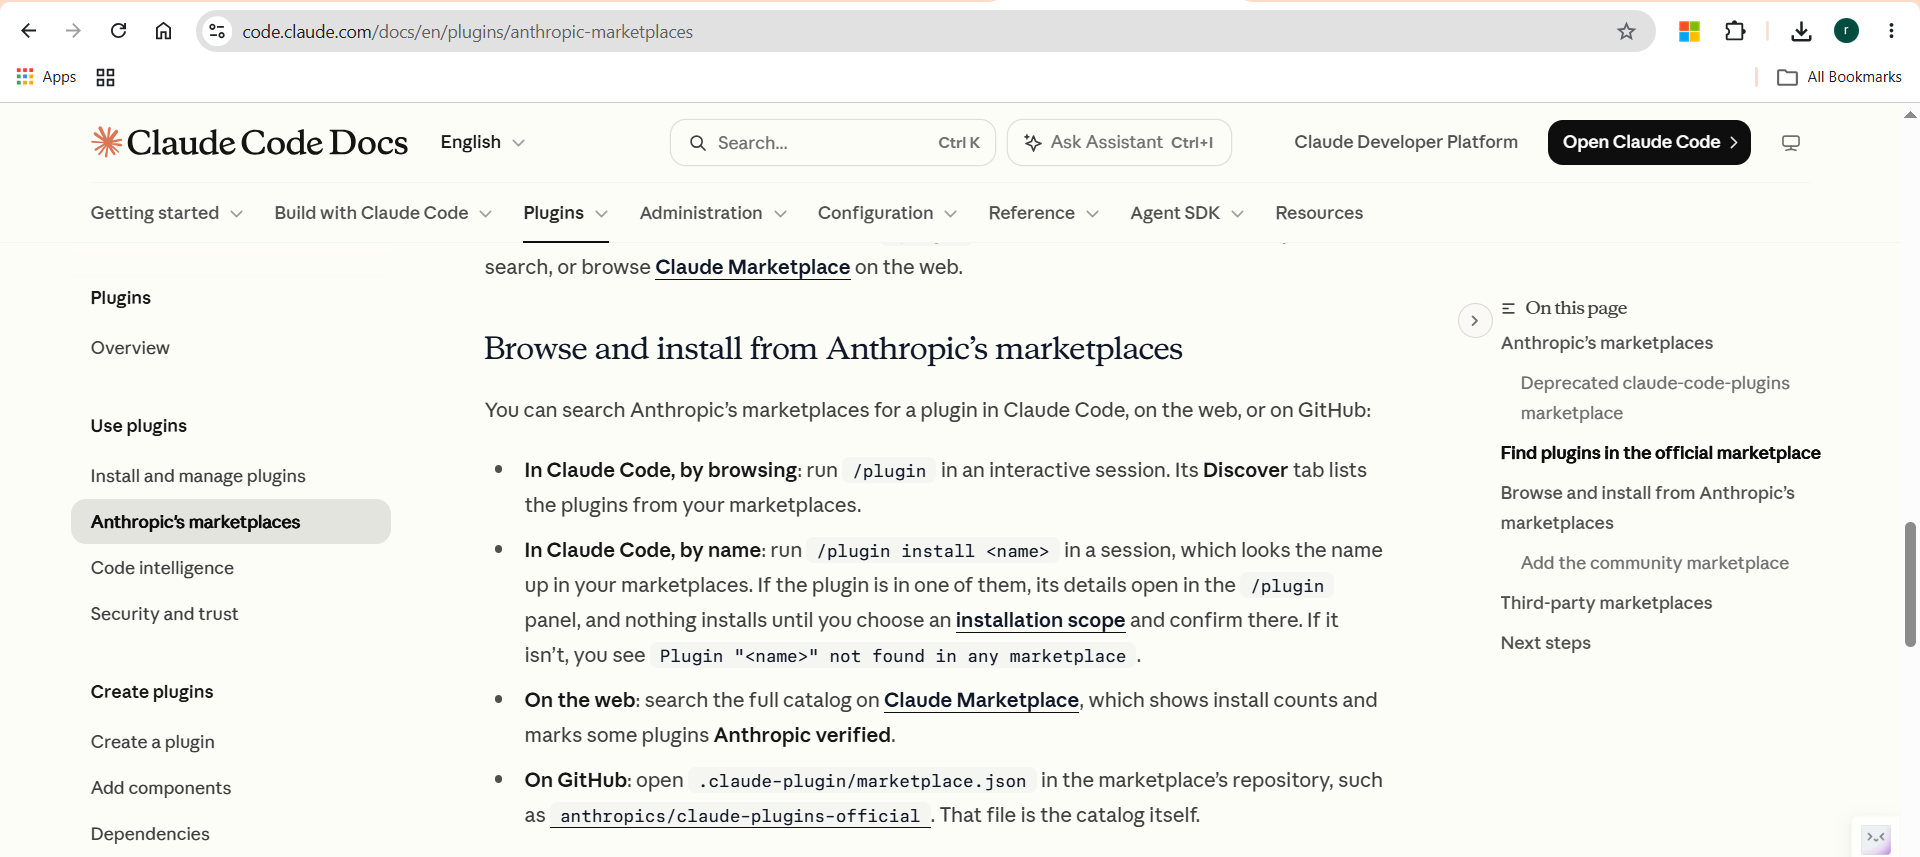 code.claude.com/docs/en/plugins/anthropic-marketplaces
r
Apps
All Bookmarks
Claude Code Docs
English
Search...
Ctrl K
Ask Assistant Ctrl+I
Claude Developer Platform
Open Claude Code
Getting started
Build with Claude Code
Plugins
Administration
Configuration
Reference
Agent SDK
Resources
Plugins
Overview
Use plugins
Install and manage plugins
Anthropic's marketplaces
Code intelligence
Security and trust
Create plugins
Create a plugin
Add components
Dependencies
search, or browse Claude Marketplace on the web.
Browse and install from Anthropic's marketplaces
You can search Anthropic's marketplaces for a plugin in Claude Code, on the web, or on GitHub:
In Claude Code, by browsing: run /plugin in an interactive session. Its Discover tab lists
the plugins from your marketplaces.
In Claude Code, by name: run /plugin install <name> in a session, which looks the name
up in your marketplaces. If the plugin is in one of them, its details open in the /plugin
panel, and nothing installs until you choose an installation scope and confirm there. If it
isn't, you see Plugin "<name>" not found in any marketplace.
On the web: search the full catalog on Claude Marketplace, which shows install counts and
marks some plugins Anthropic verified.
On GitHub: open .claude-plugin/marketplace.json in the marketplace's repository, such
as anthropics/claude-plugins-official. That file is the catalog itself.
On this page
Anthropic's marketplaces
Deprecated claude-code-plugins
marketplace
Find plugins in the official marketplace
Browse and install from Anthropic's
marketplaces
Add the community marketplace
Third-party marketplaces
Next steps